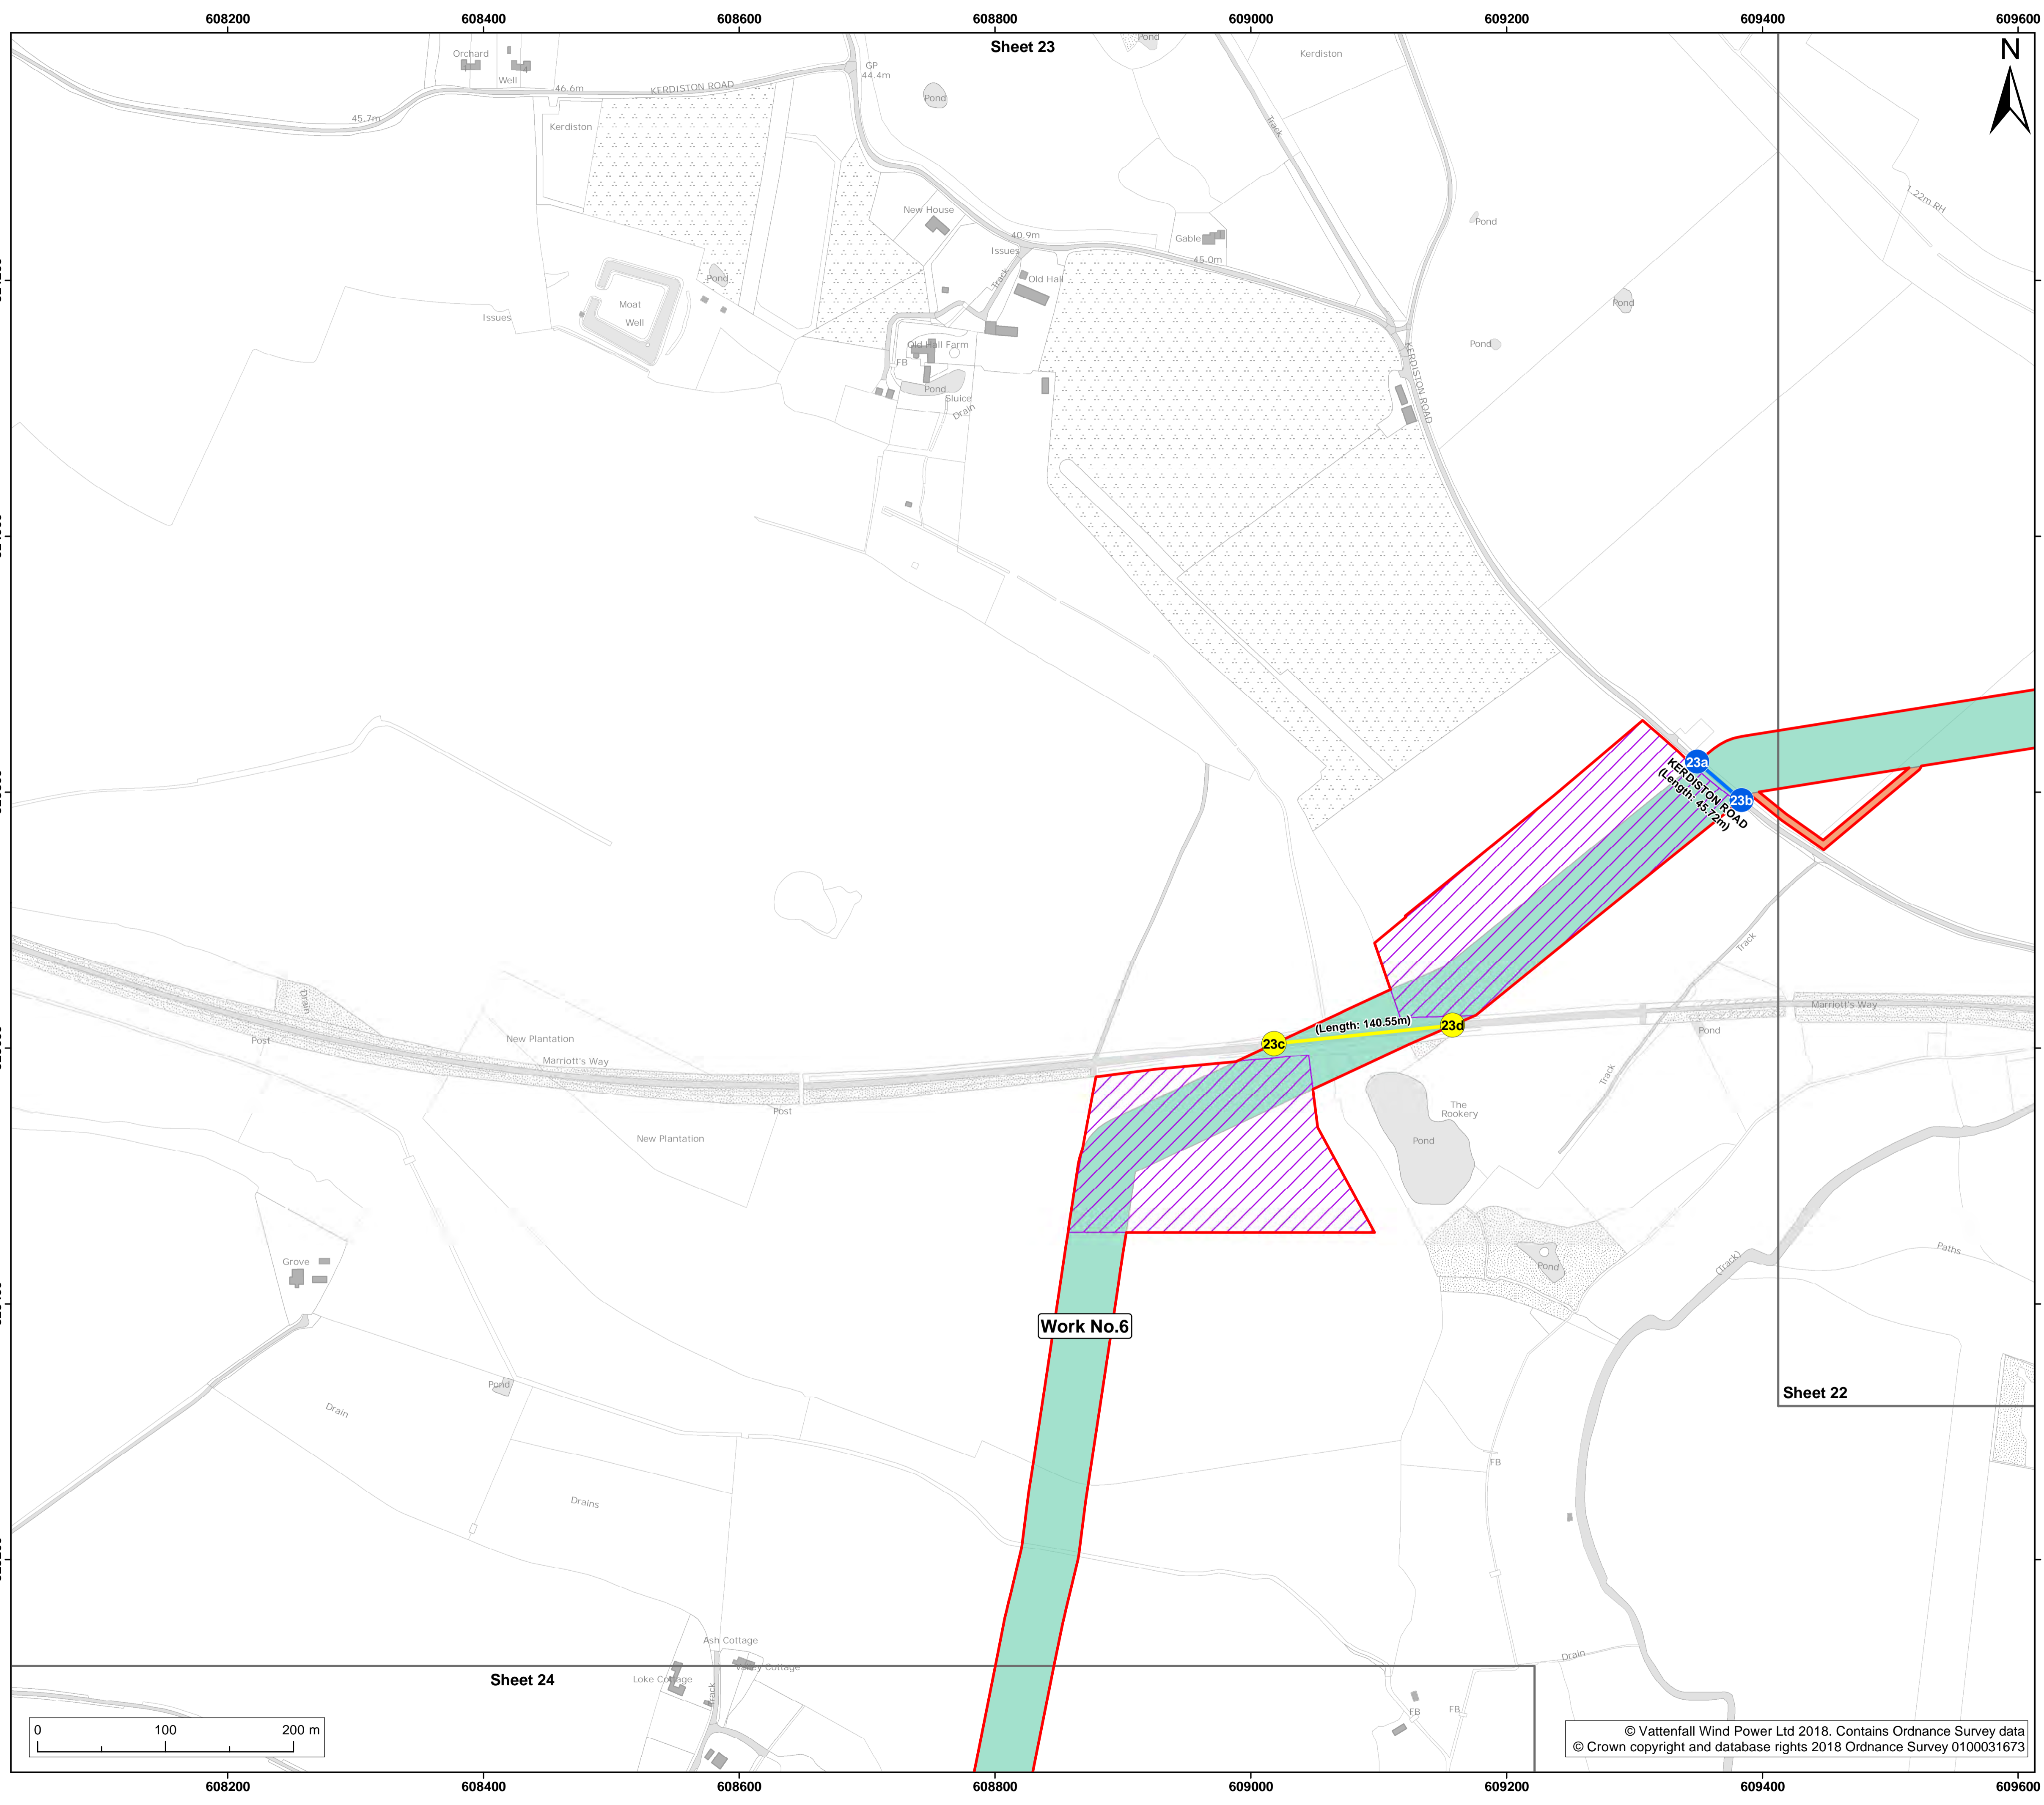 608200 608400 608600 608800 609000 609200 609400 609600
Sheet 23
N
Orchard
Well
GP
44.4m
Pond
Kerdiston
46.6m
KERDISTON ROAD
45.7m
Kerdiston
Pond
Track
1.22m RH
New House
Pond
40.9m
Issues
Gable
45.0m
Track
Old Hall
Pond
Moat
Well
Issues
Pond
Old Hall Farm
FB
Pond
KERDISTON ROAD
Pond
Sluice
Drain
23a
KERDISTON ROAD
(Length: 45.72m)
23b
Track
Drain
Marriott's Way
(Length: 140.55m)
23d
23c
Pond
New Plantation
Post
Marriott's Way
Track
Post
The
Rookery
Pond
New Plantation
Paths
(Track)
Grove
Pond
Work No.6
Pond
Sheet 22
Drain
FB
Drains
Ash Cottage
Valley Cottage
Loke Cottage
Track
Drain
Sheet 24
FB
FB
0 100 200 m
© Vattenfall Wind Power Ltd 2018. Contains Ordnance Survey data
© Crown copyright and database rights 2018 Ordnance Survey 0100031673
608200 608400 608600 608800 609000 609200 609400 609600